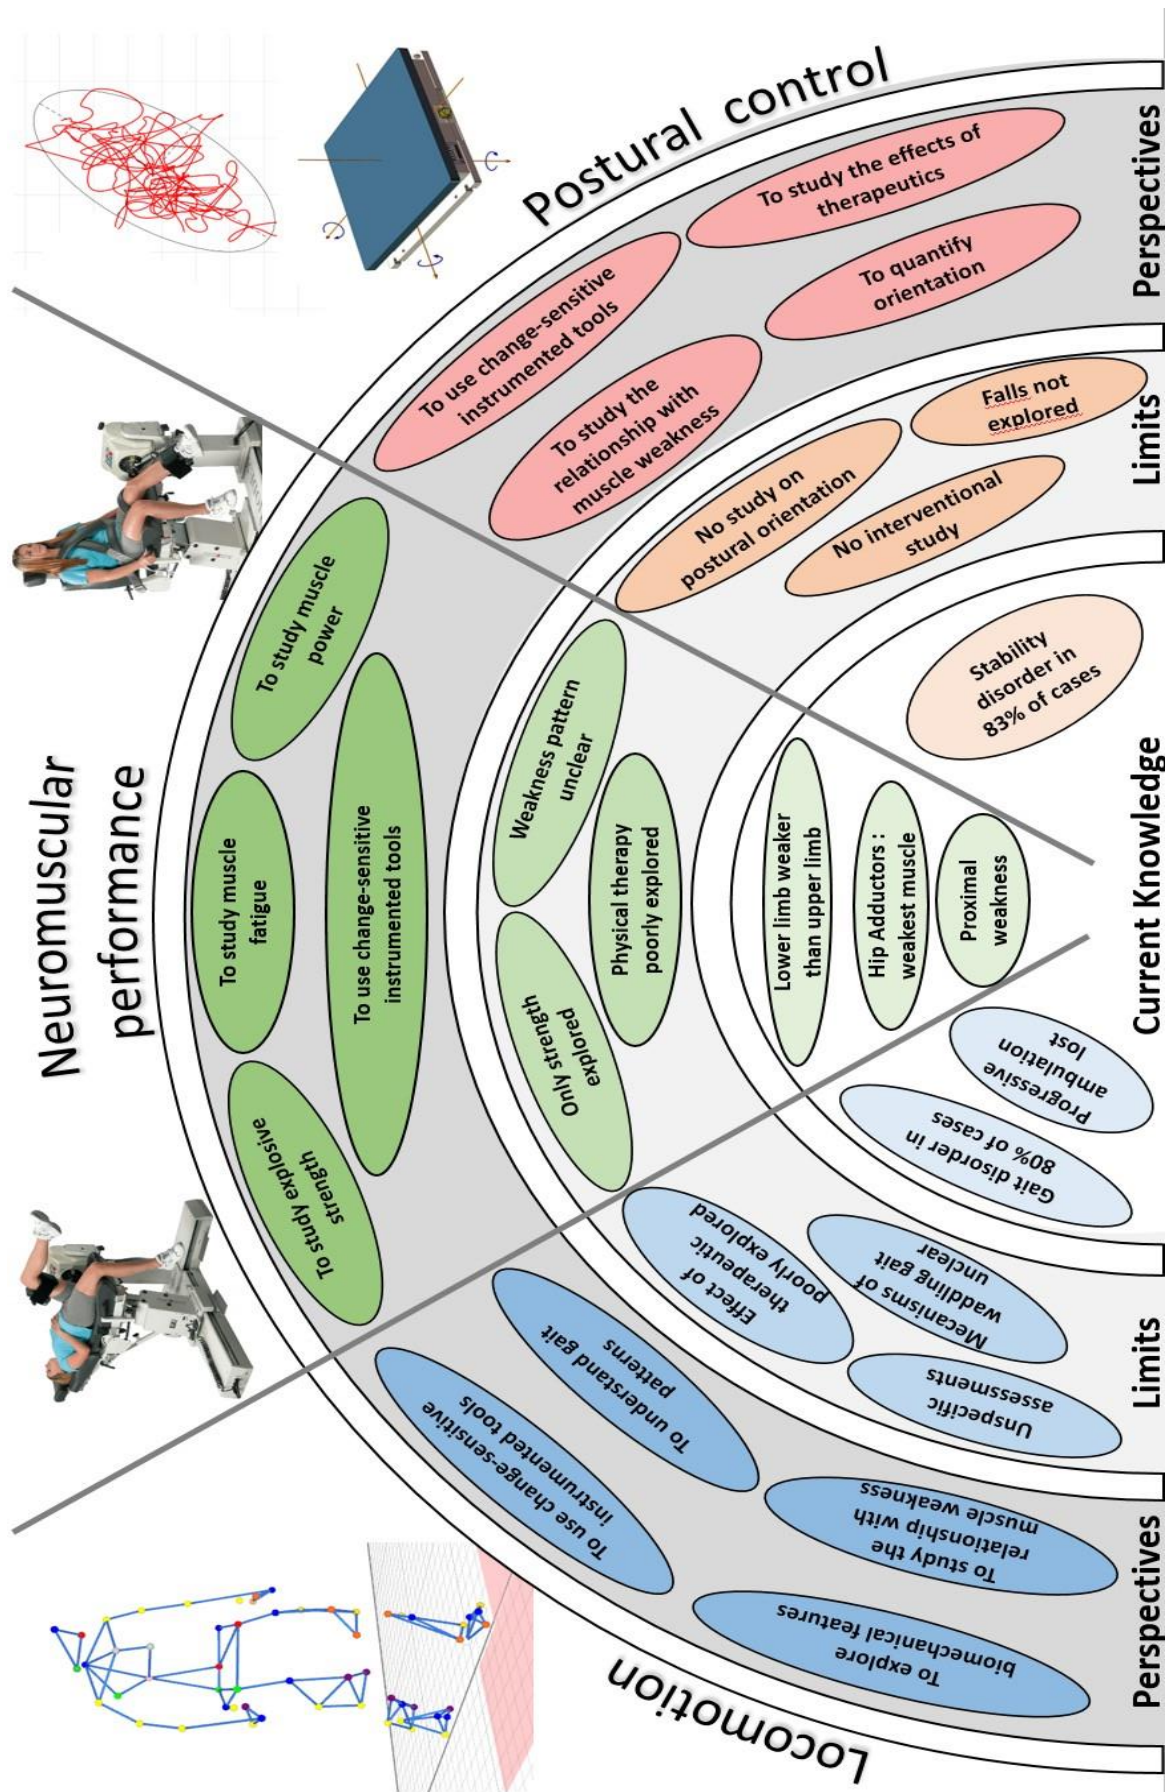 Locomotion
Neuromuscular
performance
Postural control
To use change-sensitive
instrumented tools
To understand gait
patterns
To explore
biomechanical features
To study the
relationship with
muscle weakness
Effect of
therapeutic
poorly explored
Mecanisms of
waddling gait
unclear
Unspecific
assessments
Gait disorder in
80% of cases
Progressive
ambulation
lost
To study explosive
strength
To study muscle
fatigue
To study muscle
power
To use change-sensitive
instrumented tools
Only strength
explored
Weakness pattern
unclear
Physical therapy
poorly explored
Lower limb weaker
than upper limb
Hip Adductors :
weakest muscle
ProxImal
weakness
To use change-sensitive
instrumented tools
To study the
relationship with
muscle weakness
To study the effects of
therapeutics
To quantify
orientation
No study on
postural orientation
No interventional
study
Falls not
explored
Stability
disorder in
83% of cases
Perspectives
Limits
Current Knowledge
Limits
Perspectives